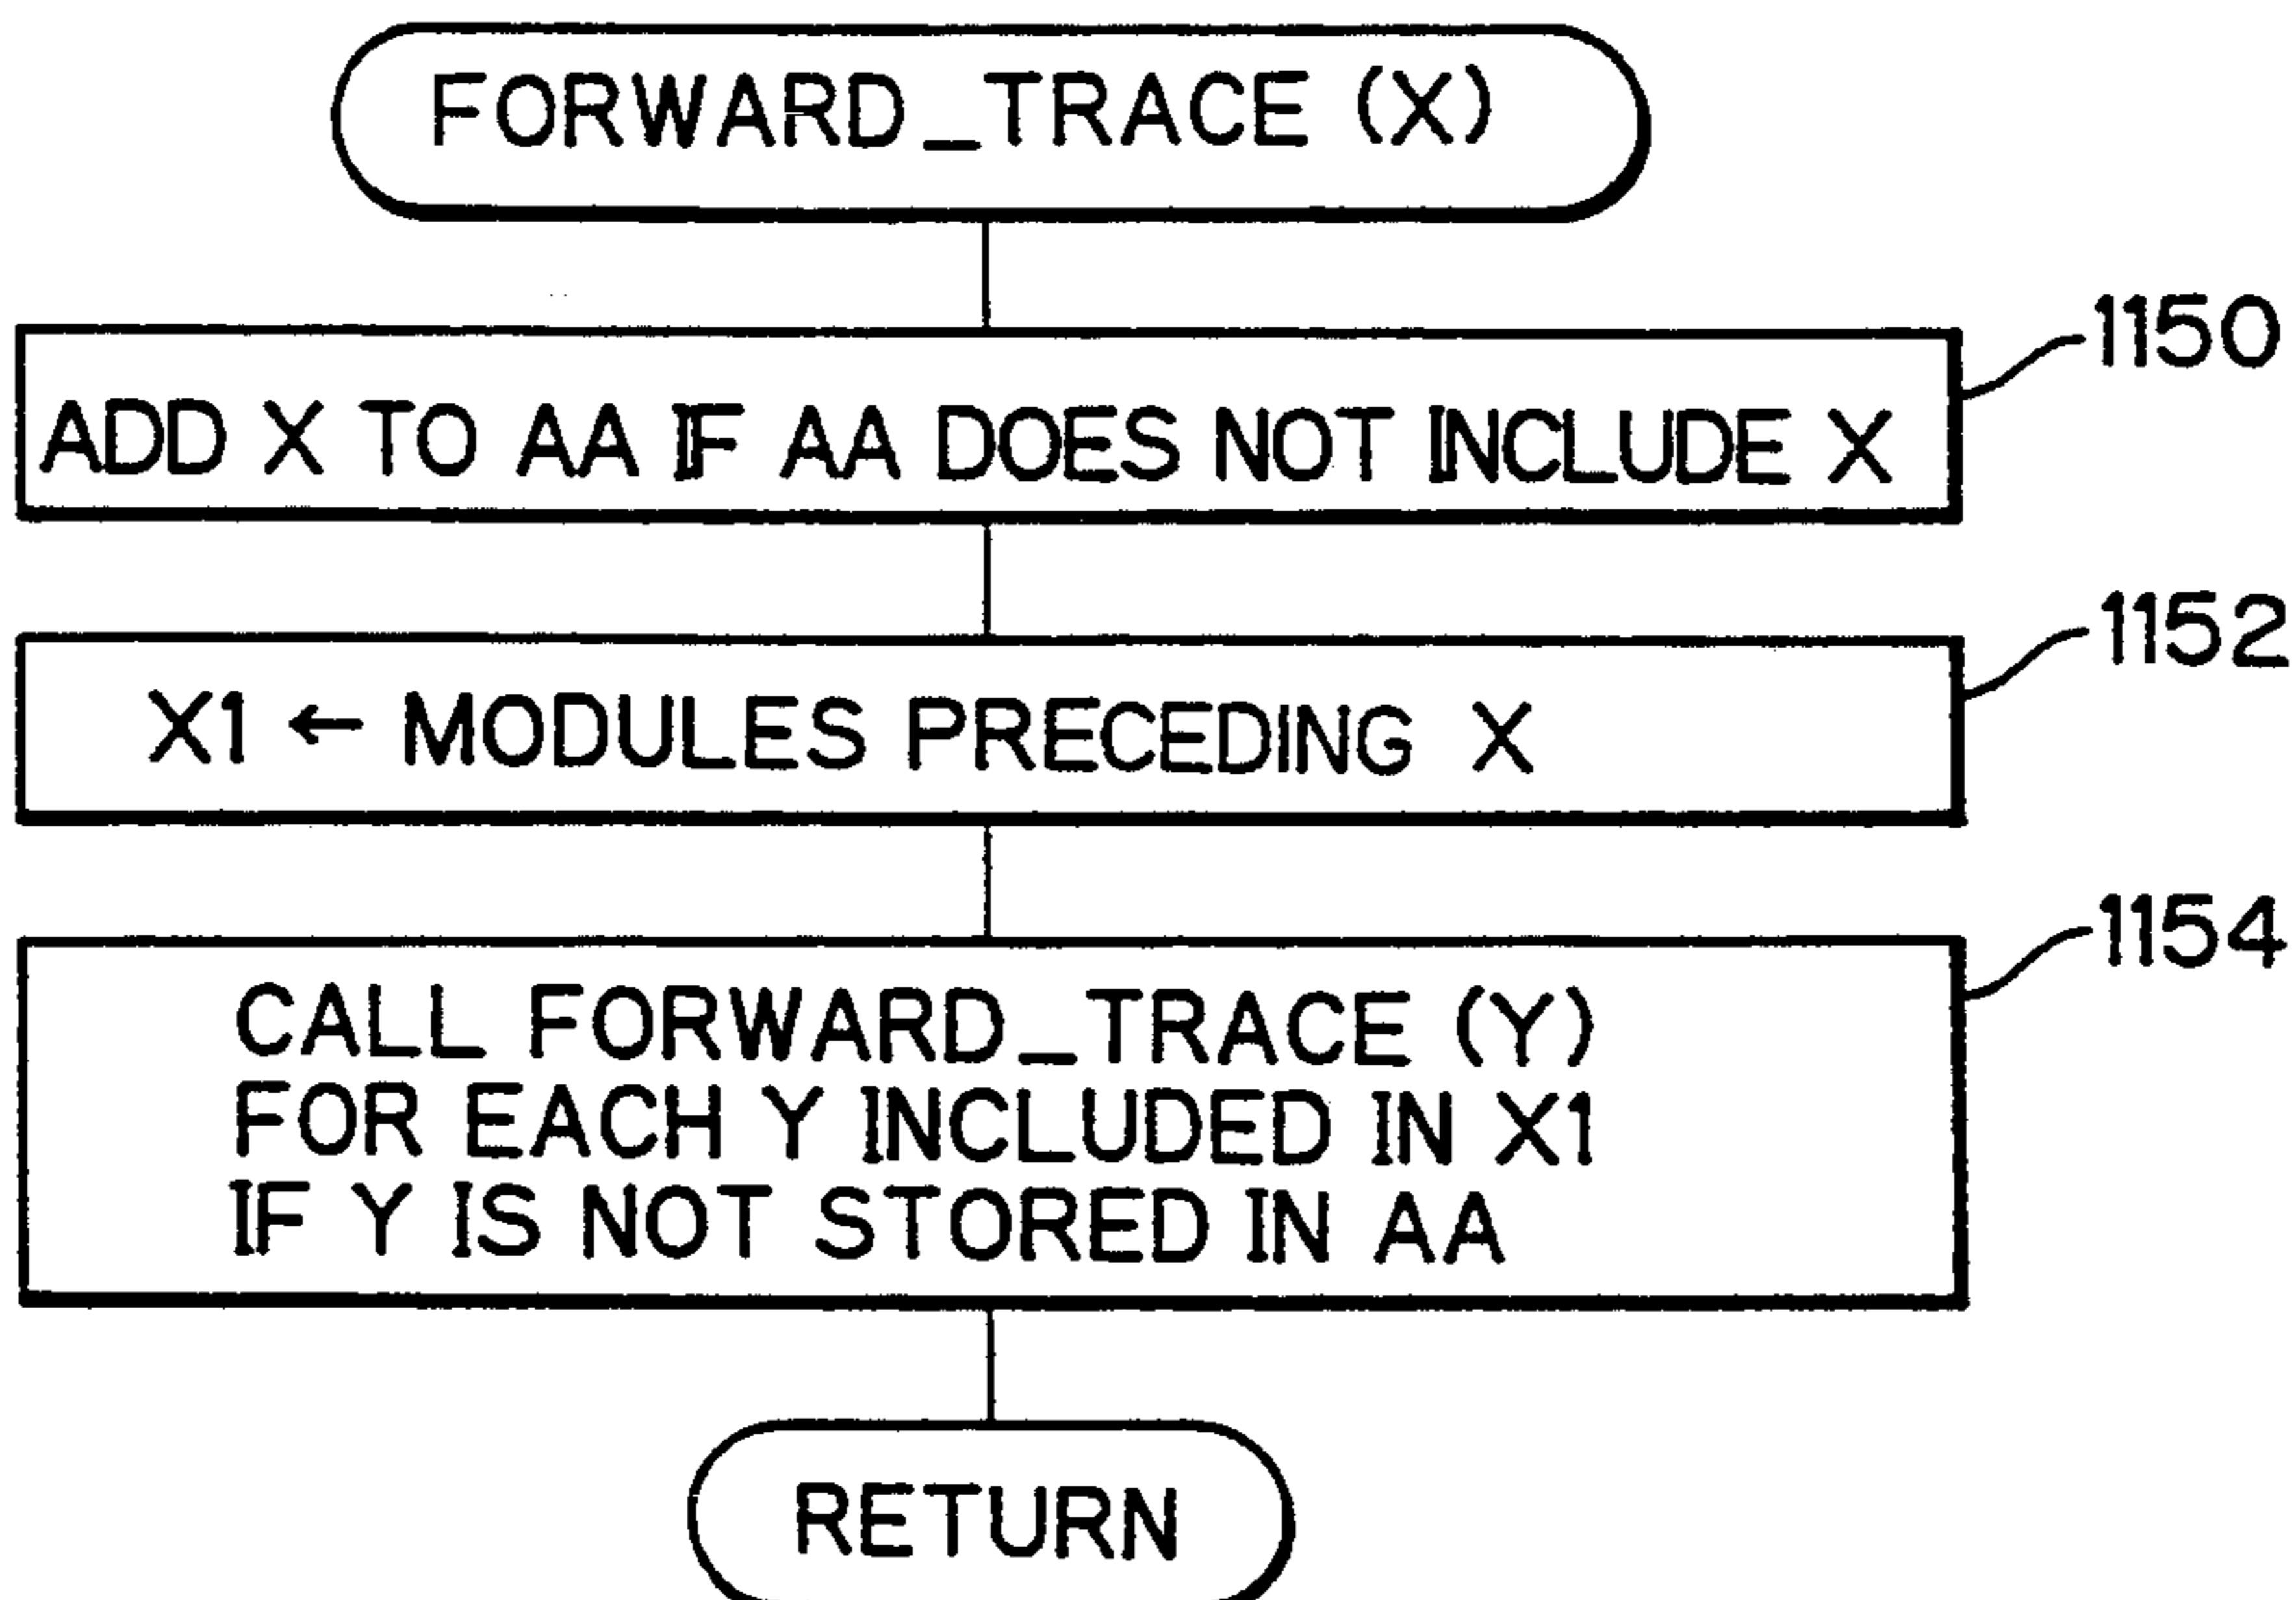 FORWARD_TRACE (X)
1150
ADD X TO AA IF AA DOES NOT INCLUDE X
1152
X1 ← MODULES PRECEDING X
1154
CALL FORWARD_TRACE (Y)
FOR EACH Y INCLUDED IN X1
IF Y IS NOT STORED IN AA
RETURN